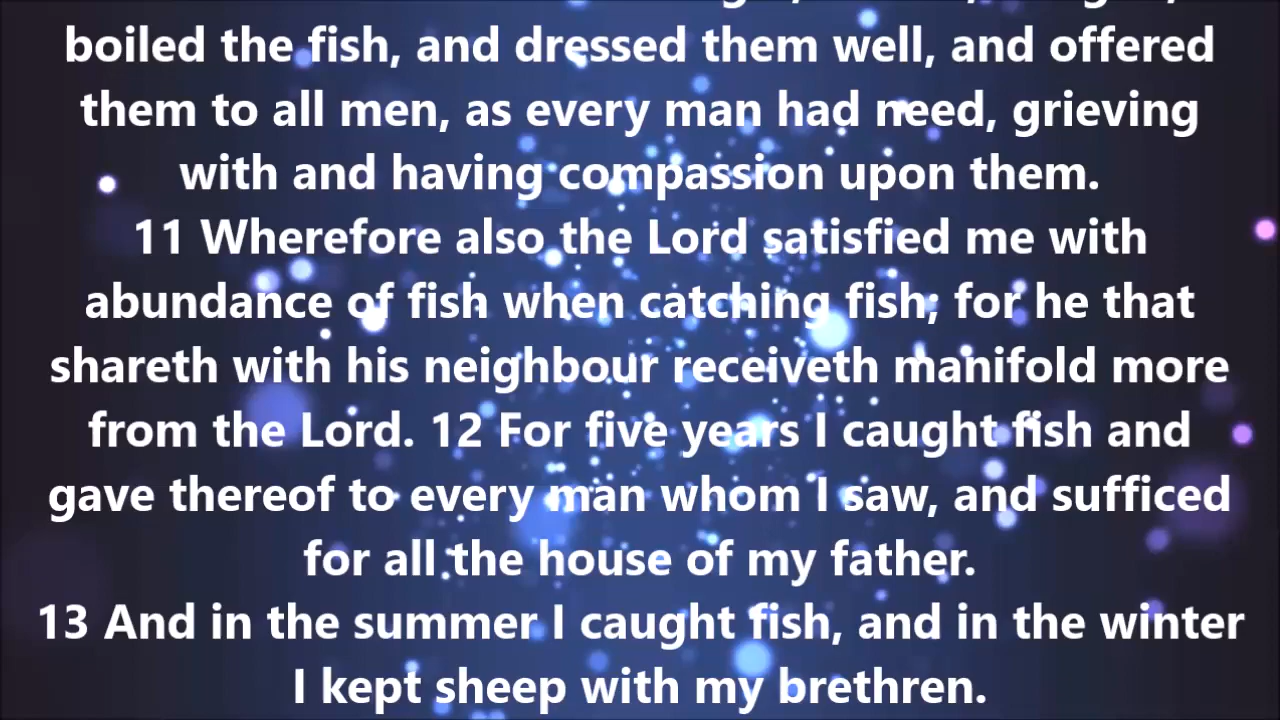 boiled the fish, and dressed them well, and offered
them to all men, as every man had need, grieving
with and having compassion upon them.
11 Wherefore also the Lord satisfied me with
abundance of fish when catching fish; for he that
shareth with his neighbour receiveth manifold more
from the Lord. 12 For five years I caught fish and
gave thereof to every man whom I saw, and sufficed
for all the house of my father.
13 And in the summer I caught fish, and in the winter
I kept sheep with my brethren.